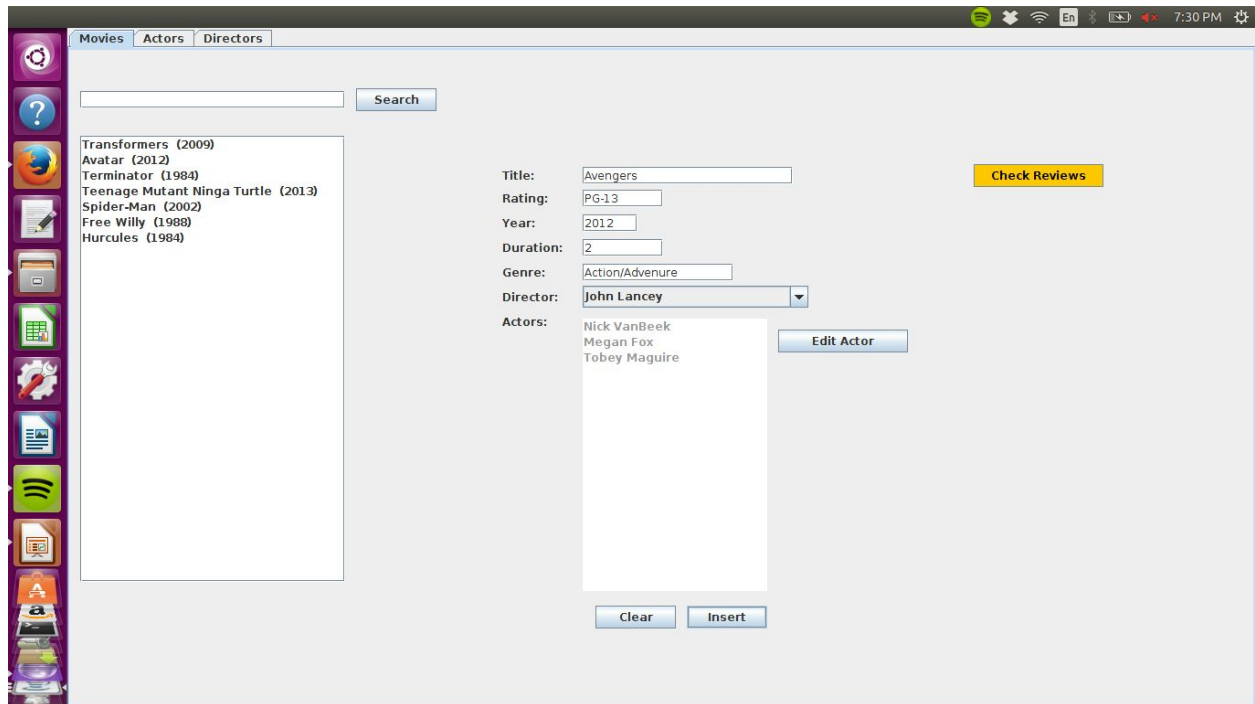 En 7:30 PM
Movies Actors Directors
Search
Transformers (2009)
Avatar (2012)
Terminator (1984)
Teenage Mutant Ninga Turtle (2013)
Spider-Man (2002)
Free Willy (1988)
Hurcules (1984)
Title: Avengers
Check Reviews
Rating: PG-13
Year: 2012
Duration: 2
Genre: Action/Advenure
Director: John Lancey
Actors:
Nick VanBeek
Megan Fox
Tobey Maguire
Edit Actor
Clear Insert